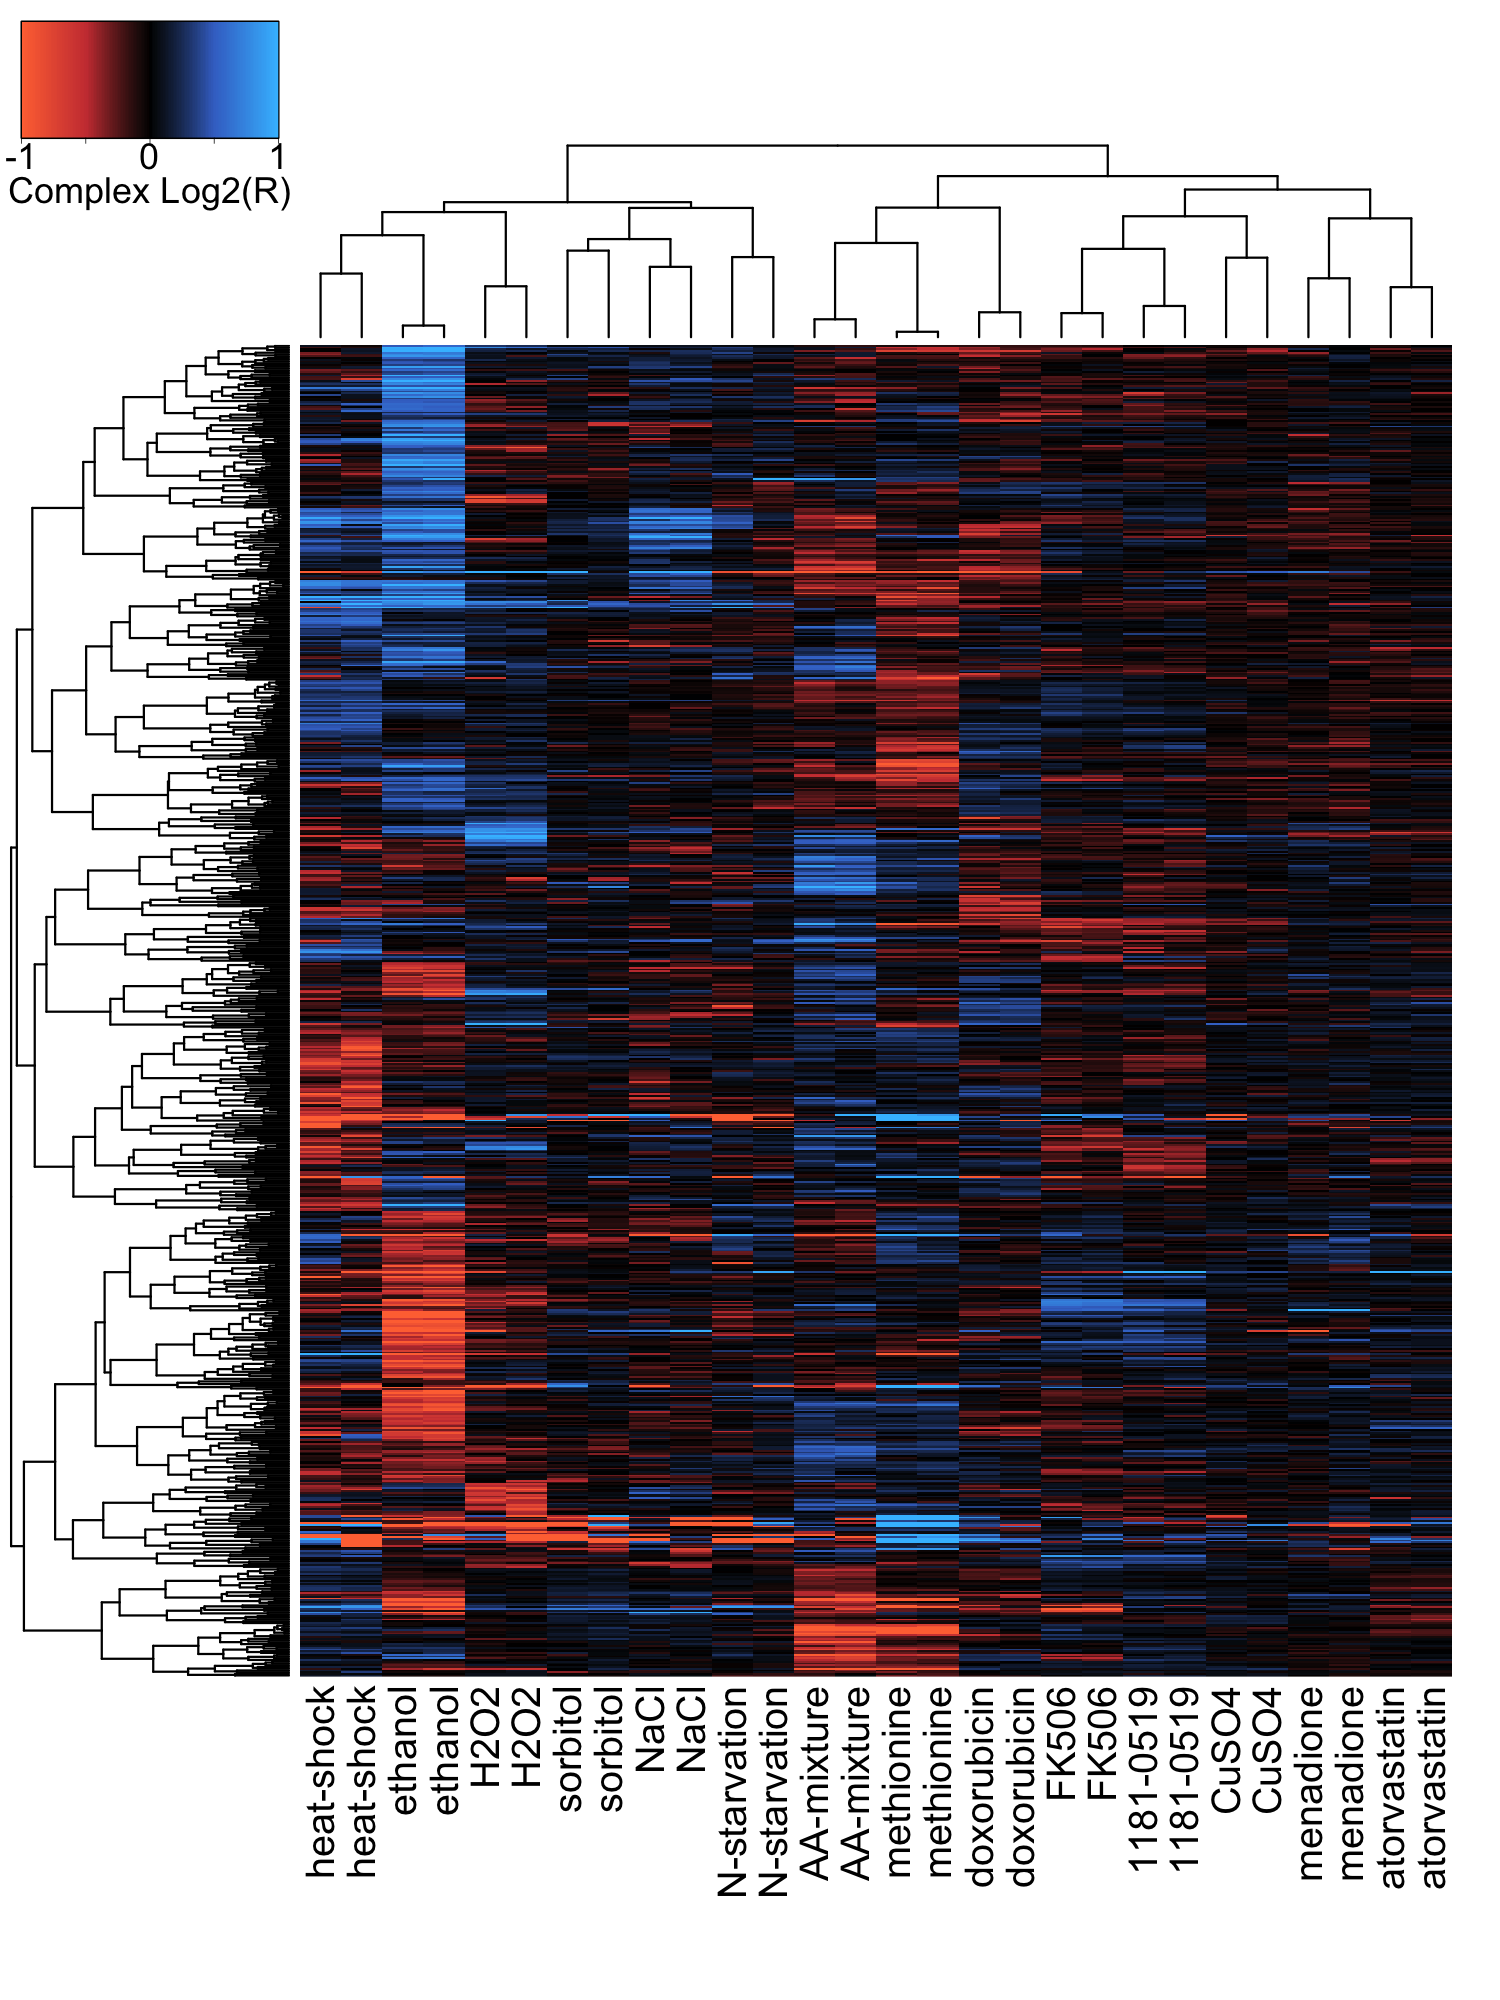 -1 0 1
Complex Log2(R)
heat-shock
heat-shock
ethanol
ethanol
H2O2
H2O2
sorbitol
sorbitol
NaCl
NaCl
N-starvation
N-starvation
AA-mixture
AA-mixture
methionine
methionine
doxorubicin
doxorubicin
FK506
FK506
1181-0519
1181-0519
CuSO4
CuSO4
menadione
menadione
atorvastatin
atorvastatin